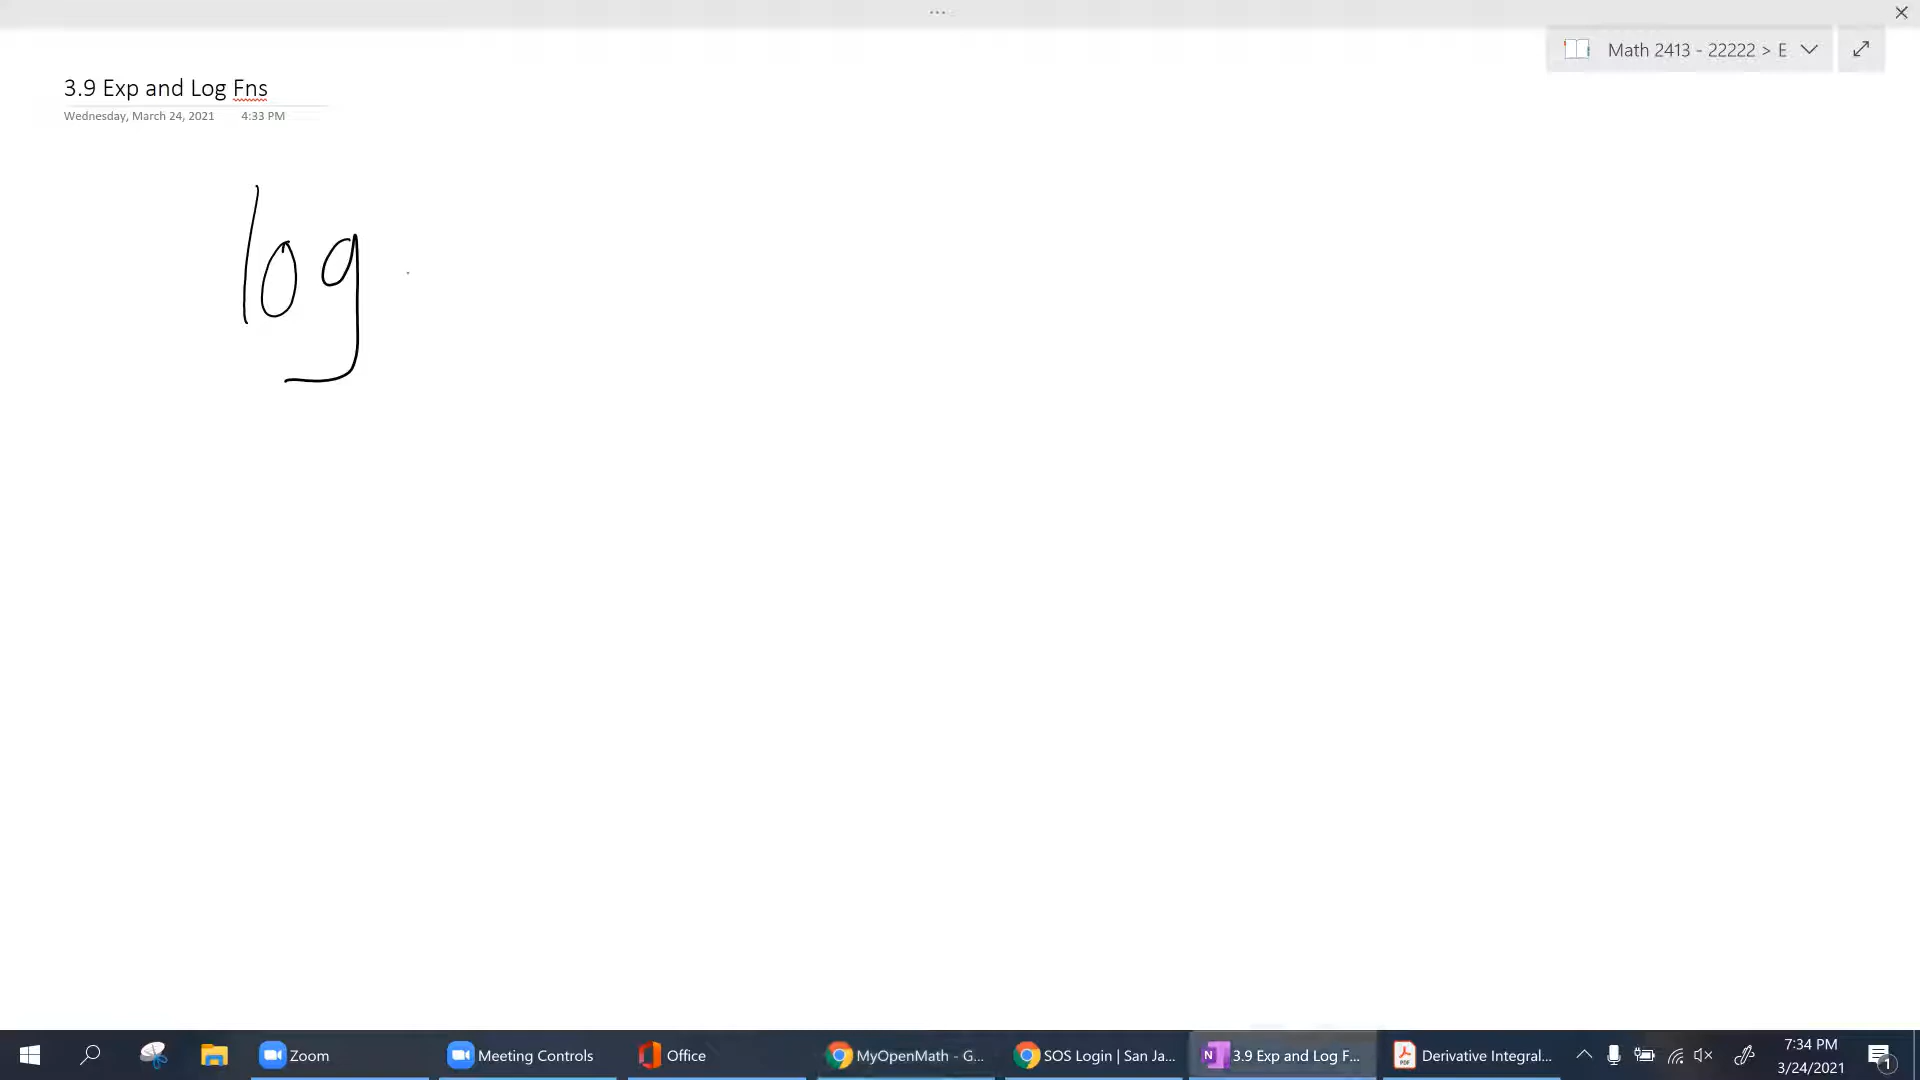 ...
Math 2413 - 22222 > E
3.9 Exp and Log Fns
Wednesday, March 24, 2021 4:33 PM
log
Zoom
Meeting Controls
Office
MyOpenMath - G...
SOS Login | San Ja...
3.9 Exp and Log F...
Derivative Integral...
7:34 PM
3/24/2021
1